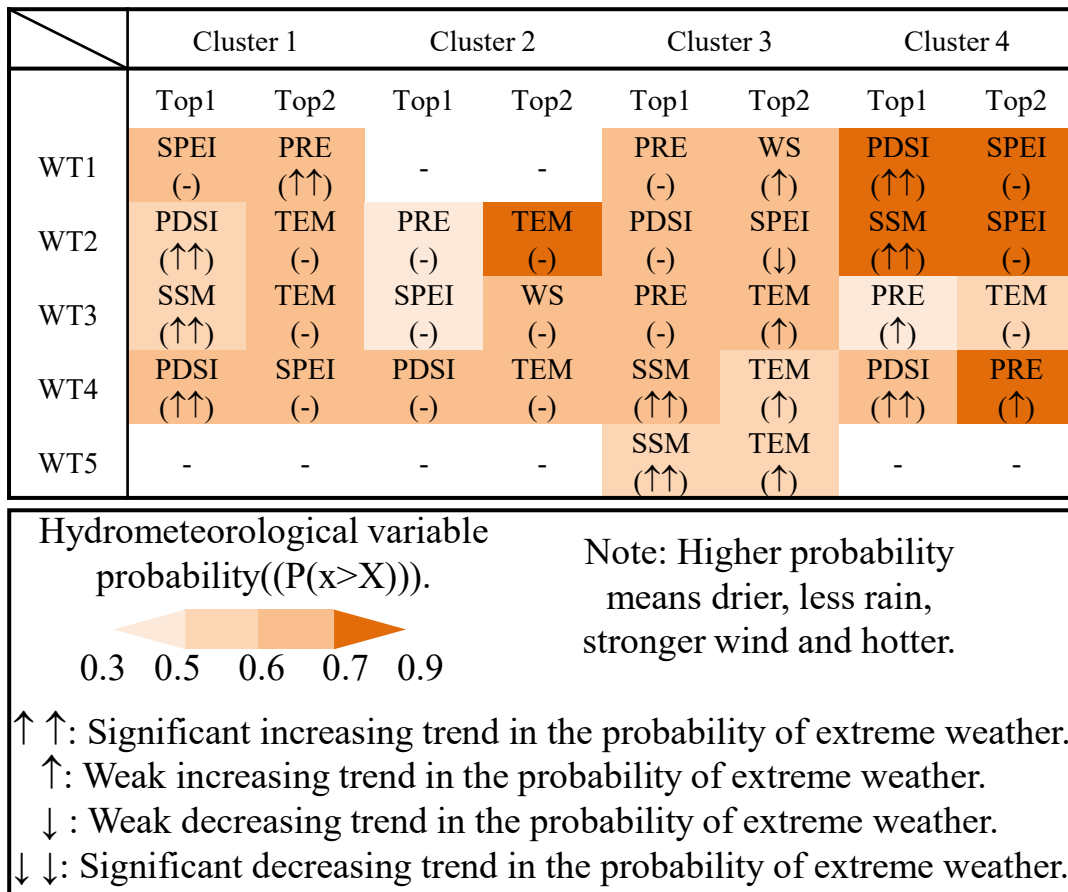 Cluster 1 Cluster 2 Cluster 3 Cluster 4
Top1 Top2 Top1 Top2 Top1 Top2 Top1 Top2
WT1
SPEI PRE - - PRE WS PDSI SPEI
(-) (↑↑) (-) (↑) (↑↑) (-)
WT2
PDSI TEM PRE TEM PDSI SPEI SSM SPEI
(↑↑) (-) (-) (-) (-) (↓) (↑↑) (-)
WT3
SSM TEM SPEI WS PRE TEM PRE TEM
(↑↑) (-) (-) (-) (-) (↑) (↑) (-)
WT4
PDSI SPEI PDSI TEM SSM TEM PDSI PRE
(↑↑) (-) (-) (-) (↑↑) (↑) (↑↑) (↑)
WT5
- - - - SSM TEM - -
(↑↑) (↑)
Hydrometeorological variable
probability((P(x>X))).
0.3 0.5 0.6 0.7 0.9
Note: Higher probability
means drier, less rain,
stronger wind and hotter.
↑ ↑: Significant increasing trend in the probability of extreme weather.
↑: Weak increasing trend in the probability of extreme weather.
↓ : Weak decreasing trend in the probability of extreme weather.
↓ ↓: Significant decreasing trend in the probability of extreme weather.